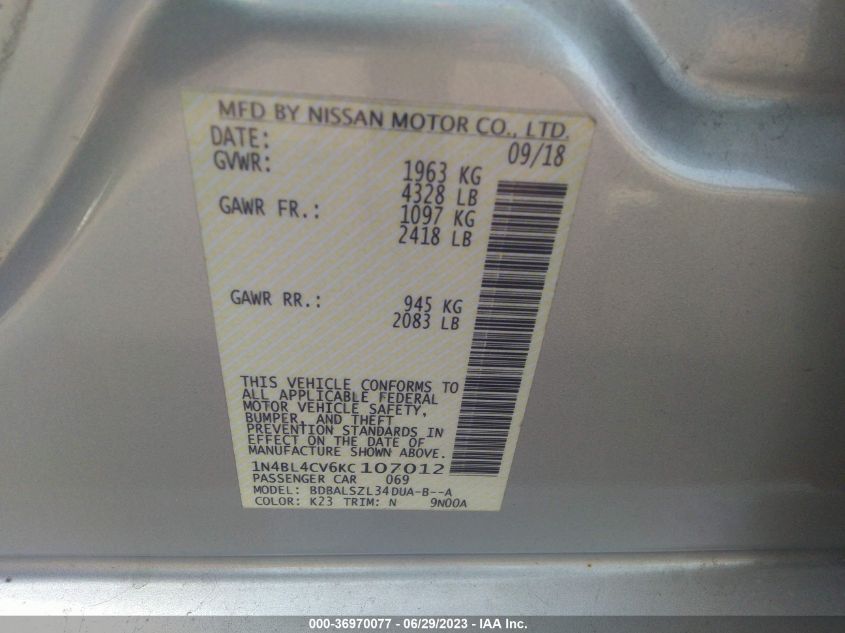 MFD BY NISSAN MOTOR CO., LTD.
DATE: 09/18
GVWR: 1963 KG
4328 LB
GAWR FR.: 1097 KG
2418 LB
GAWR RR.: 945 KG
2083 LB
THIS VEHICLE CONFORMS TO
ALL APPLICABLE FEDERAL
MOTOR VEHICLE SAFETY,
BUMPER, AND THEFT
PREVENTION STANDARDS IN
EFFECT ON THE DATE OF
MANUFACTURE SHOWN ABOVE.
1N4BL4CV6KC107012
PASSENGER CAR 069
MODEL: BDBALSZL34DUA-B--A
COLOR: K23 TRIM: N 9N00A
000-36970077 - 06/29/2023 - IAA Inc.